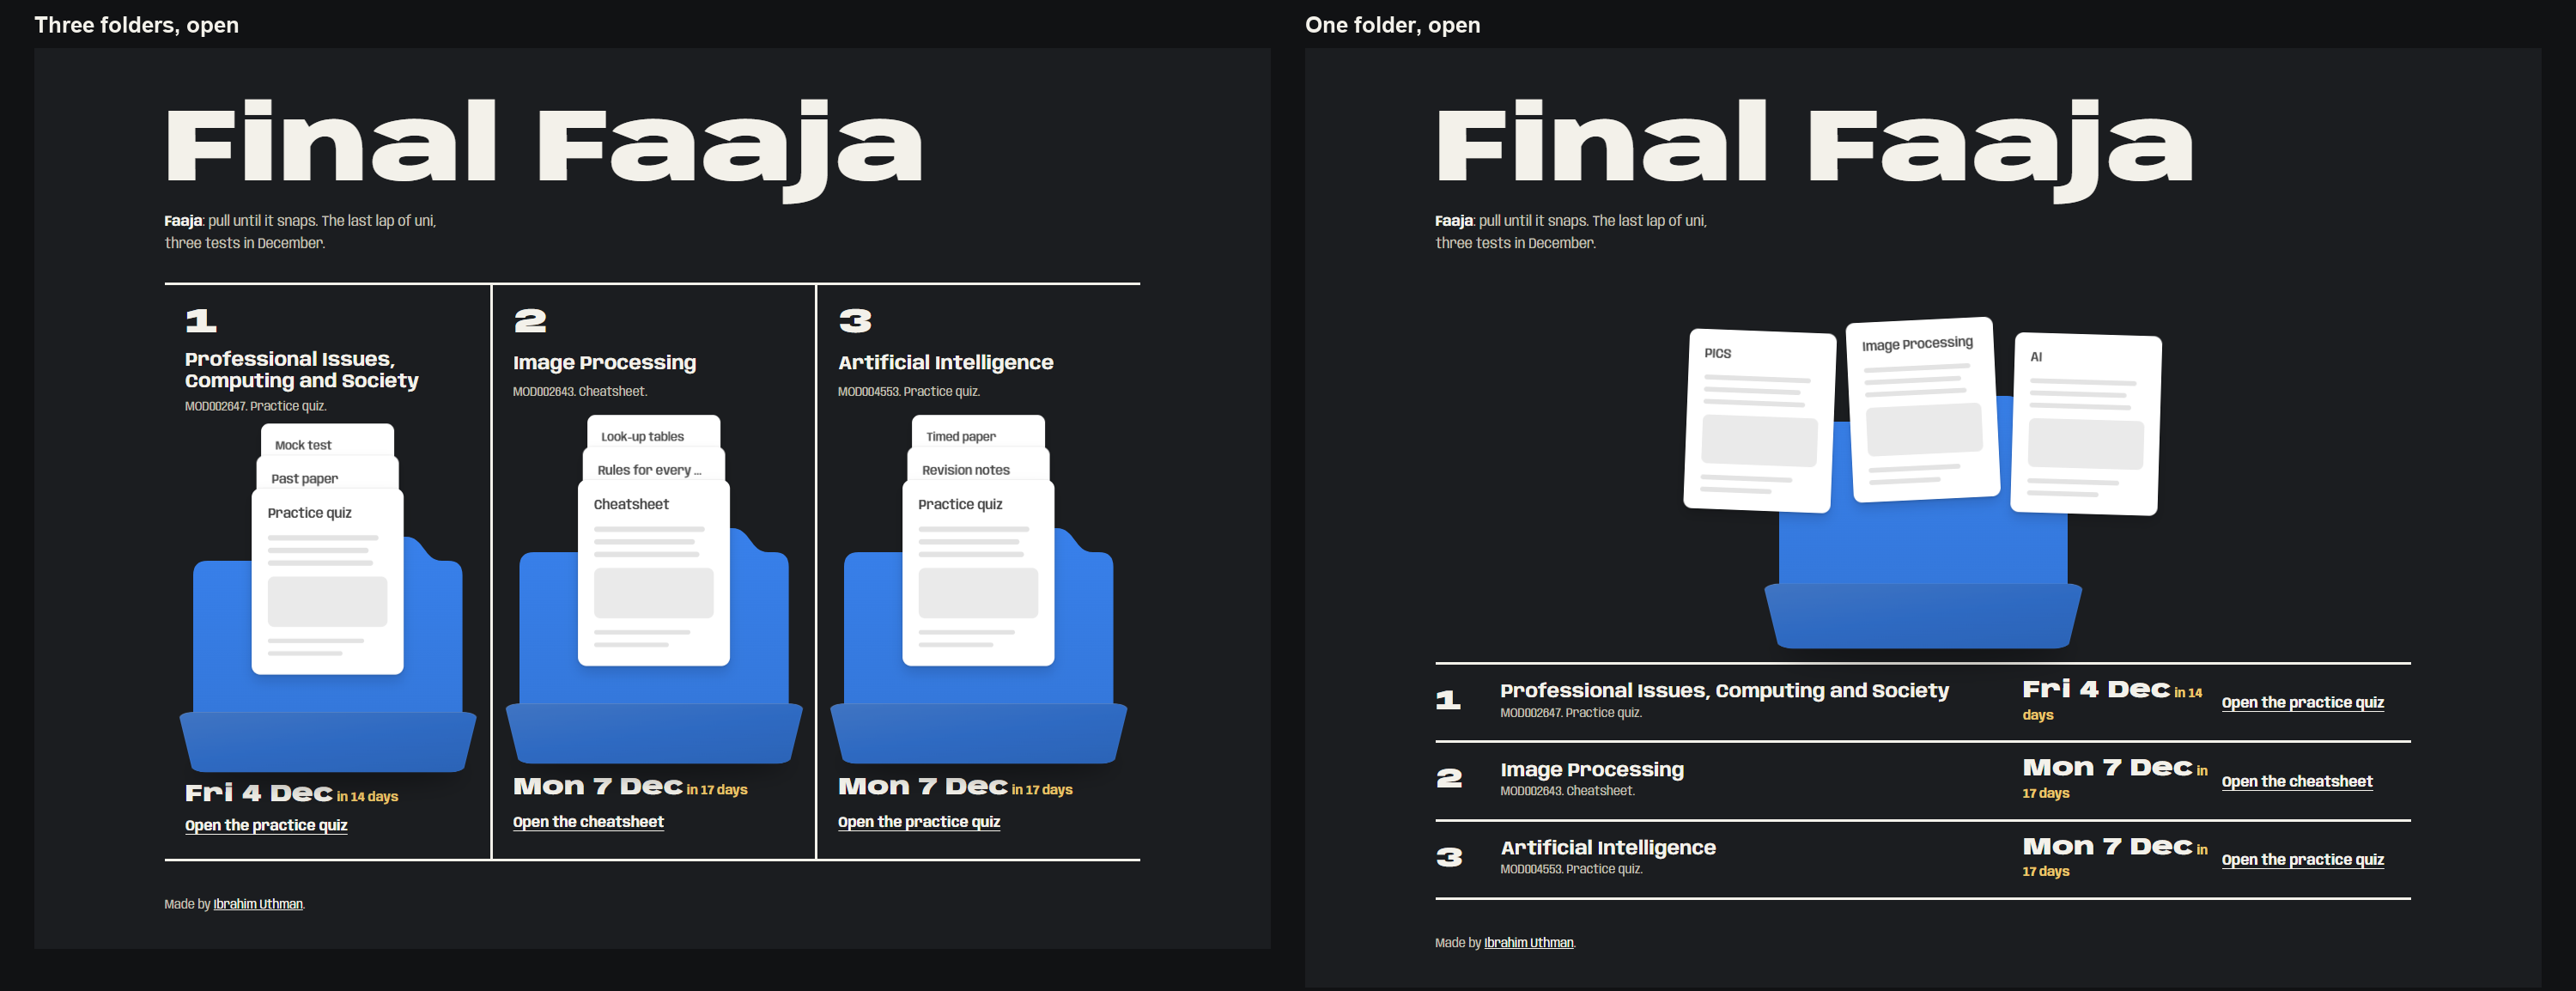 Three folders, open
Final Faaja
Faaja: pull until it snaps. The last lap of uni,
three tests in December.
1
Professional Issues,
Computing and Society
MOD002647. Practice quiz.
Mock test
Past paper
Practice quiz
Fri 4 Dec in 14 days
Open the practice quiz
2
Image Processing
MOD002643. Cheatsheet.
Look-up tables
Rules for every ...
Cheatsheet
Mon 7 Dec in 17 days
Open the cheatsheet
3
Artificial Intelligence
MOD004553. Practice quiz.
Timed paper
Revision notes
Practice quiz
Mon 7 Dec in 17 days
Open the practice quiz
Made by Ibrahim Uthman.
One folder, open
Final Faaja
Faaja: pull until it snaps. The last lap of uni,
three tests in December.
PICS
Image Processing
AI
1
Professional Issues, Computing and Society
MOD002647. Practice quiz.
Fri 4 Dec in 14
days
Open the practice quiz
2
Image Processing
MOD002643. Cheatsheet.
Mon 7 Dec in
17 days
Open the cheatsheet
3
Artificial Intelligence
MOD004553. Practice quiz.
Mon 7 Dec in
17 days
Open the practice quiz
Made by Ibrahim Uthman.